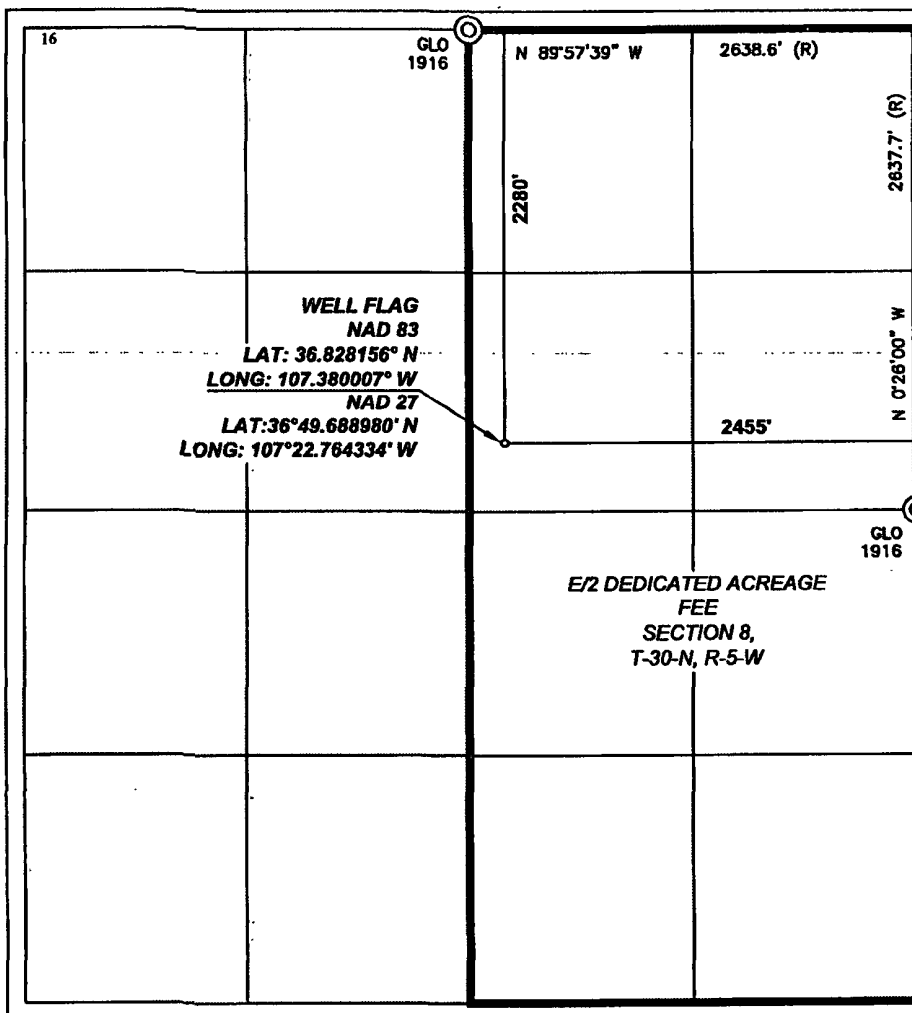 16
GLO
1916
N 89°57'39" W
2638.6' (R)
2637.7' (R)
2280'
WELL FLAG
NAD 83
LAT: 36.828156° N
LONG: 107.380007° W
NAD 27
LAT:36°49.688980' N
LONG: 107°22.764334' W
N 0°26'00" W
2455'
GLO
1916
E/2 DEDICATED ACREAGE
FEE
SECTION 8,
T-30-N, R-5-W